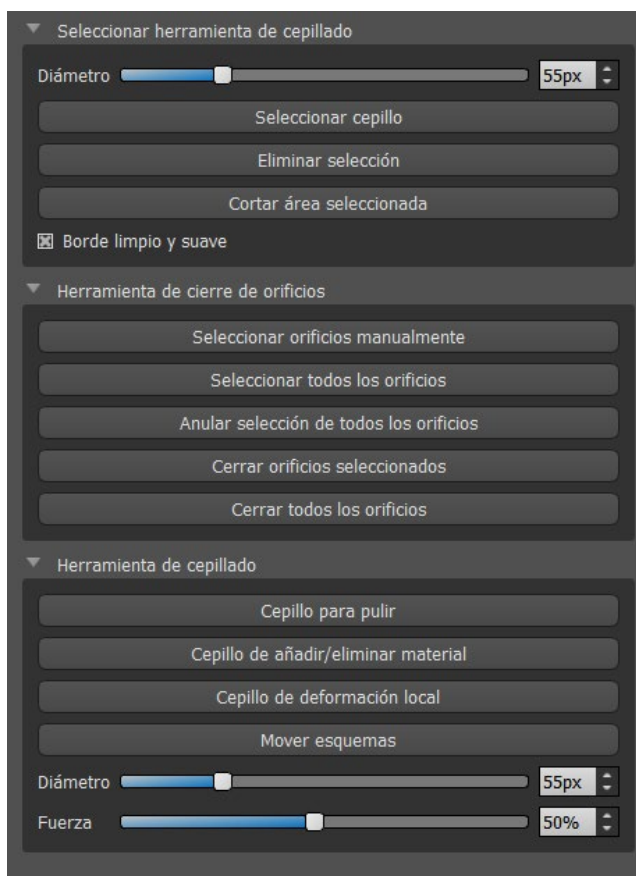 Seleccionar herramienta de cepillado
Diámetro 55px
Seleccionar cepillo
Eliminar selección
Cortar área seleccionada
Borde limpio y suave
Herramienta de cierre de orificios
Seleccionar orificios manualmente
Seleccionar todos los orificios
Anular selección de todos los orificios
Cerrar orificios seleccionados
Cerrar todos los orificios
Herramienta de cepillado
Cepillo para pulir
Cepillo de añadir/eliminar material
Cepillo de deformación local
Mover esquemas
Diámetro 55px
Fuerza 50%